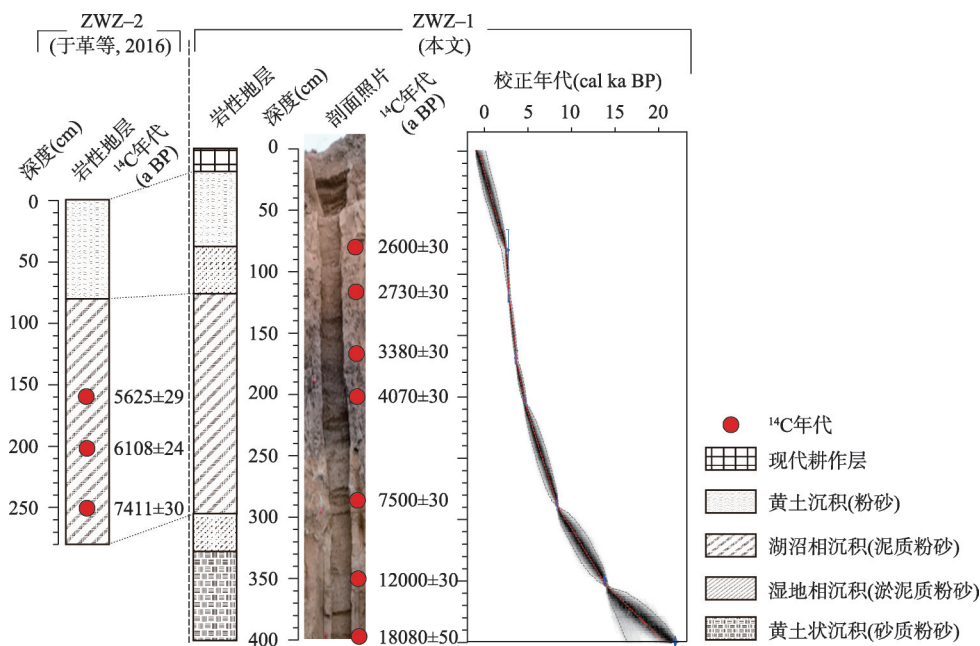 ZWZ–2
(于革等, 2016)
深度(cm)
岩性地层
¹⁴C年代
(a BP)
0
50
100
150
200
250
5625±29
6108±24
7411±30
ZWZ–1
(本文)
岩性地层
深度(cm)
剖面照片
¹⁴C年代
(a BP)
0
50
100
150
200
250
300
350
400
2600±30
2730±30
3380±30
4070±30
7500±30
12000±30
18080±50
校正年代(cal ka BP)
0 5 10 15 20
¹⁴C年代
现代耕作层
黄土沉积(粉砂)
湖沼相沉积(泥质粉砂)
湿地相沉积(淤泥质粉砂)
黄土状沉积(砂质粉砂)